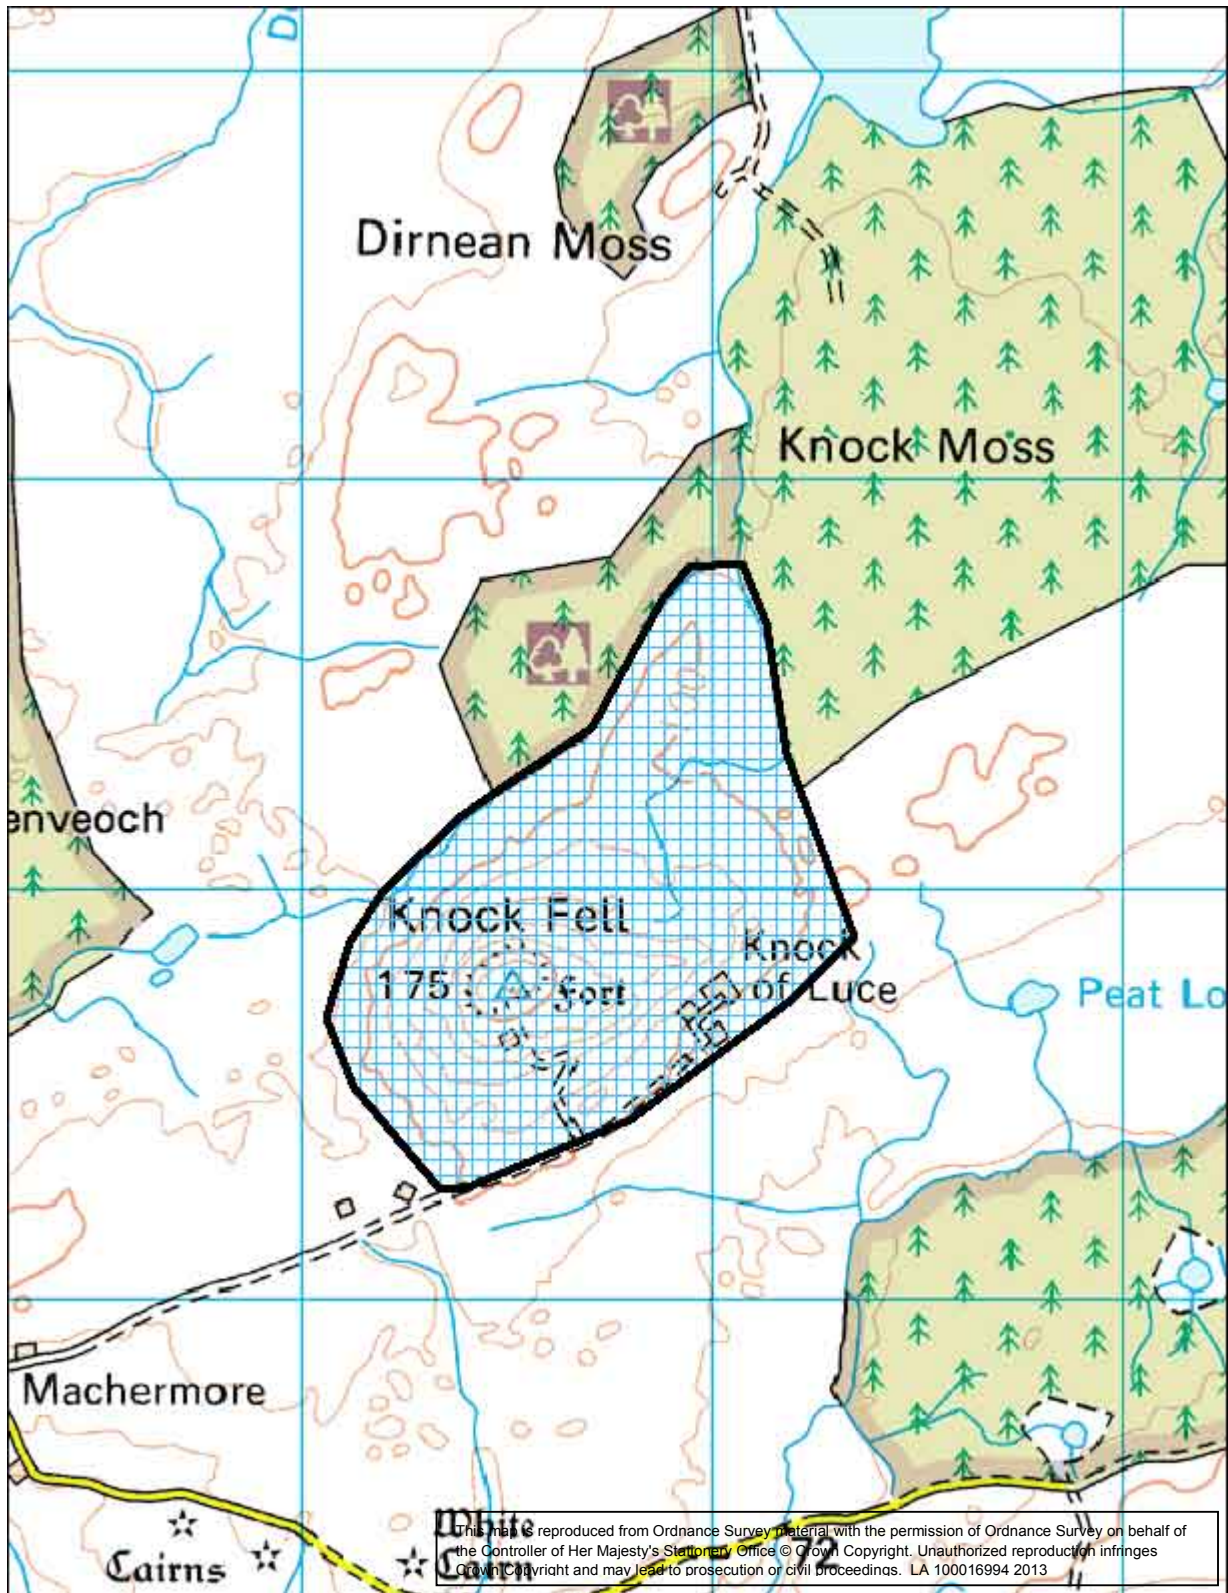 Dirnean Moss
Knock Moss
enveoch
Knock Fell
175
Fort
Knock
of Luce
Peat Lo
Machermore
Cairns
White
Cairn
72
This map is reproduced from Ordnance Survey material with the permission of Ordnance Survey on behalf of
the Controller of Her Majesty's Stationery Office © Crown Copyright. Unauthorized reproduction infringes
Crown Copyright and may lead to prosecution or civil proceedings. LA 100016994 2013